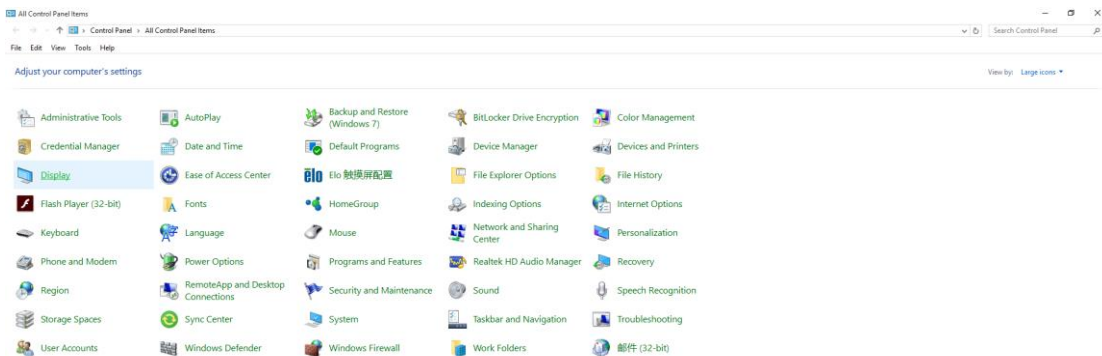 All Control Panel Items
Control Panel > All Control Panel Items
Search Control Panel
File Edit View Tools Help
Adjust your computer's settings
View by: Large icons
Administrative Tools
AutoPlay
Backup and Restore
(Windows 7)
BitLocker Drive Encryption
Color Management
Credential Manager
Date and Time
Default Programs
Device Manager
Devices and Printers
Display
Ease of Access Center
elo
Elo 触摸屏配置
File Explorer Options
File History
Flash Player (32-bit)
Fonts
HomeGroup
Indexing Options
Internet Options
Keyboard
Language
Mouse
Network and Sharing
Center
Personalization
Phone and Modem
Power Options
Programs and Features
Realtek HD Audio Manager
Recovery
Region
RemoteApp and Desktop
Connections
Security and Maintenance
Sound
Speech Recognition
Storage Spaces
Sync Center
System
Taskbar and Navigation
Troubleshooting
User Accounts
Windows Defender
Windows Firewall
Work Folders
邮件 (32-bit)